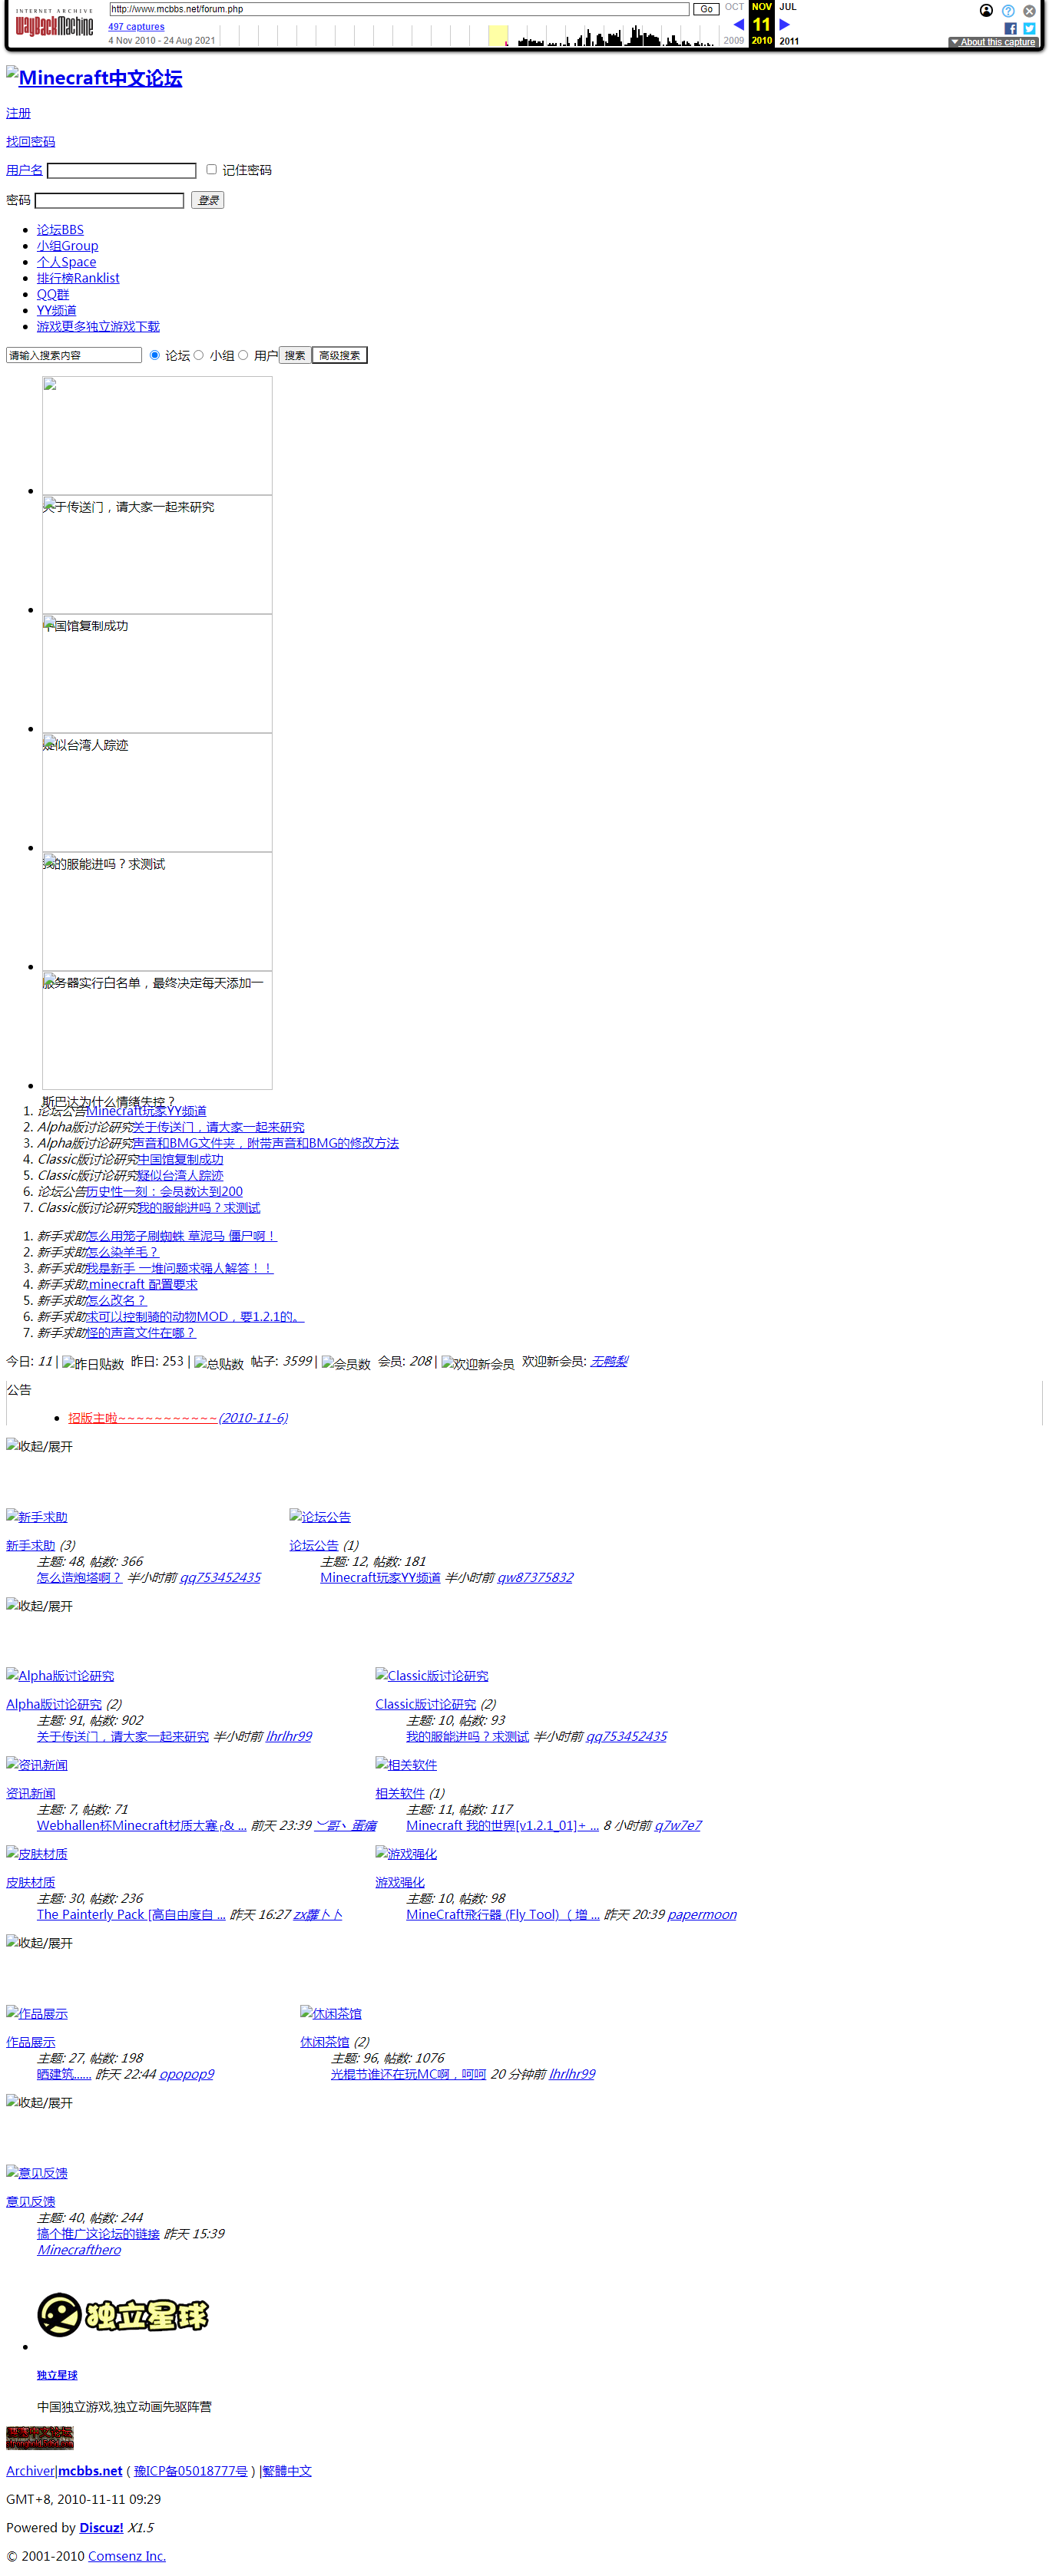 INTERNET ARCHIVE
WayBackMachine
http://www.mcbbs.net/forum.php
Go
OCT NOV JUL
497 captures
11
4 Nov 2010 - 24 Aug 2021
2009 2010 2011
About this capture
Minecraft中文论坛
注册
找回密码
用户名 记住密码
密码 登录
论坛BBS
小组Group
个人Space
排行榜Ranklist
QQ群
YY频道
游戏更多独立游戏下载
请输入搜索内容 论坛 小组 用户 搜索 高级搜索
关于传送门，请大家一起来研究
中国馆复制成功
疑似台湾人踪迹
我的服能进吗？求测试
服务器实行白名单，最终决定每天添加一
斯巴达为什么情绪失控？
1. 论坛公告Minecraft玩家YY频道
2. Alpha版讨论研究关于传送门，请大家一起来研究
3. Alpha版讨论研究声音和BMG文件夹，附带声音和BMG的修改方法
4. Classic版讨论研究中国馆复制成功
5. Classic版讨论研究疑似台湾人踪迹
6. 论坛公告历史性一刻：会员数达到200
7. Classic版讨论研究我的服能进吗？求测试
1. 新手求助怎么用笼子刷蜘蛛 草泥马 僵尸啊！
2. 新手求助怎么染羊毛？
3. 新手求助我是新手 一堆问题求强人解答！！
4. 新手求助.minecraft 配置要求
5. 新手求助怎么改名？
6. 新手求助求可以控制骑的动物MOD，要1.2.1的。
7. 新手求助怪的声音文件在哪？
今日: 11 | 昨日贴数 昨日: 253 | 总贴数 帖子: 3599 | 会员数 会员: 208 | 欢迎新会员 欢迎新会员: 无鸭梨
公告
招版主啦~~~~~~~~~~~(2010-11-6)
收起/展开
新手求助 论坛公告
新手求助 (3) 论坛公告 (1)
主题: 48, 帖数: 366 主题: 12, 帖数: 181
怎么造炮塔啊？ 半小时前 qq753452435 Minecraft玩家YY频道 半小时前 qw87375832
收起/展开
Alpha版讨论研究 Classic版讨论研究
Alpha版讨论研究 (2) Classic版讨论研究 (2)
主题: 91, 帖数: 902 主题: 10, 帖数: 93
关于传送门，请大家一起来研究 半小时前 lhrlhr99 我的服能进吗？求测试 半小时前 qq753452435
资讯新闻 相关软件
资讯新闻 相关软件 (1)
主题: 7, 帖数: 71 主题: 11, 帖数: 117
Webhallen杯Minecraft材质大塞┌& ... 前天 23:39 ︶哥丶蛋痛 Minecraft 我的世界[v1.2.1_01]+ ... 8 小时前 q7w7e7
皮肤材质 游戏强化
皮肤材质 游戏强化
主题: 30, 帖数: 236 主题: 10, 帖数: 98
The Painterly Pack [高自由度自 ... 昨天 16:27 MineCraft飛行器 (Fly Tool) （增 ... 昨天 20:39 papermoon
收起/展开
作品展示 休闲茶馆
作品展示 休闲茶馆 (2)
主题: 27, 帖数: 198 主题: 96, 帖数: 1076
晒建筑...... 昨天 22:44 opopop9 光棍节谁还在玩MC啊，呵呵 20 分钟前 lhrlhr99
收起/展开
意见反馈
意见反馈
主题: 40, 帖数: 244
搞个推广这论坛的链接 昨天 15:39
Minecrafthero
独立星球
独立星球
中国独立游戏,独立动画先驱阵营
Archiver|mcbbs.net ( 豫ICP备05018777号 ) |繁體中文
GMT+8, 2010-11-11 09:29
Powered by Discuz! X1.5
© 2001-2010 Comsenz Inc.